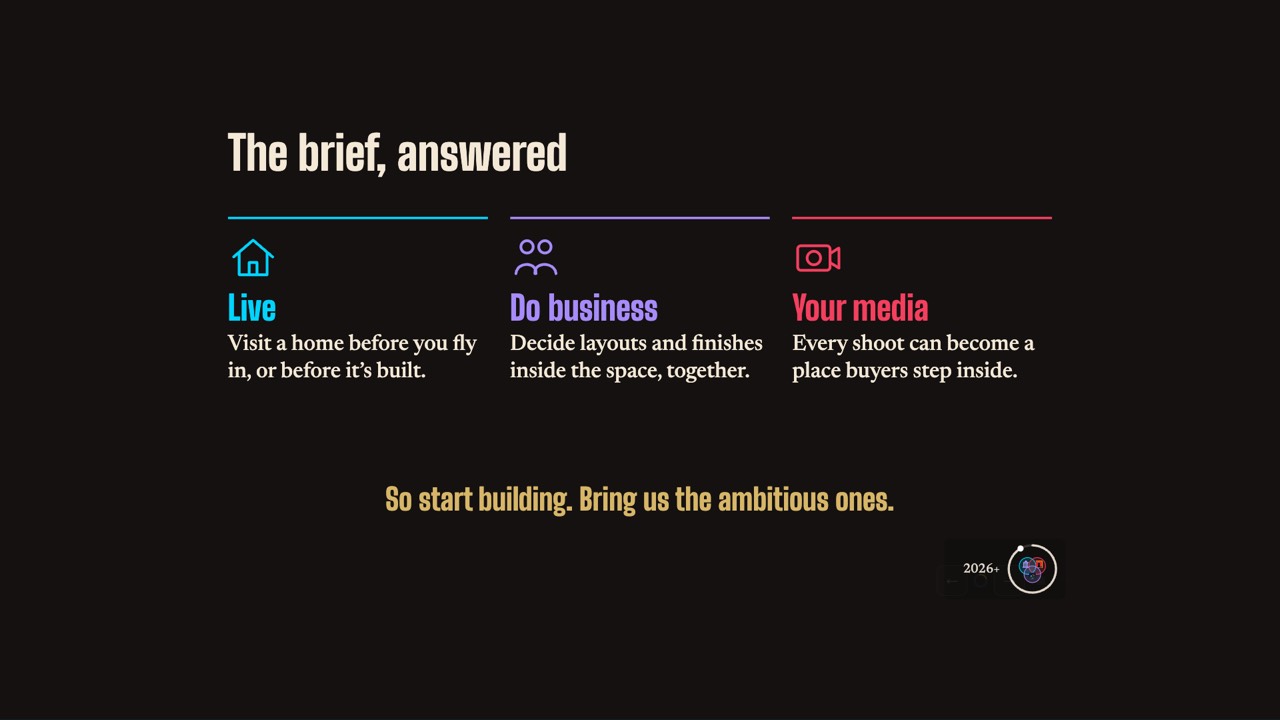 The brief, answered
Live
Visit a home before you fly
in, or before it’s built.
Do business
Decide layouts and finishes
inside the space, together.
Your media
Every shoot can become a
place buyers step inside.
So start building. Bring us the ambitious ones.
2026+